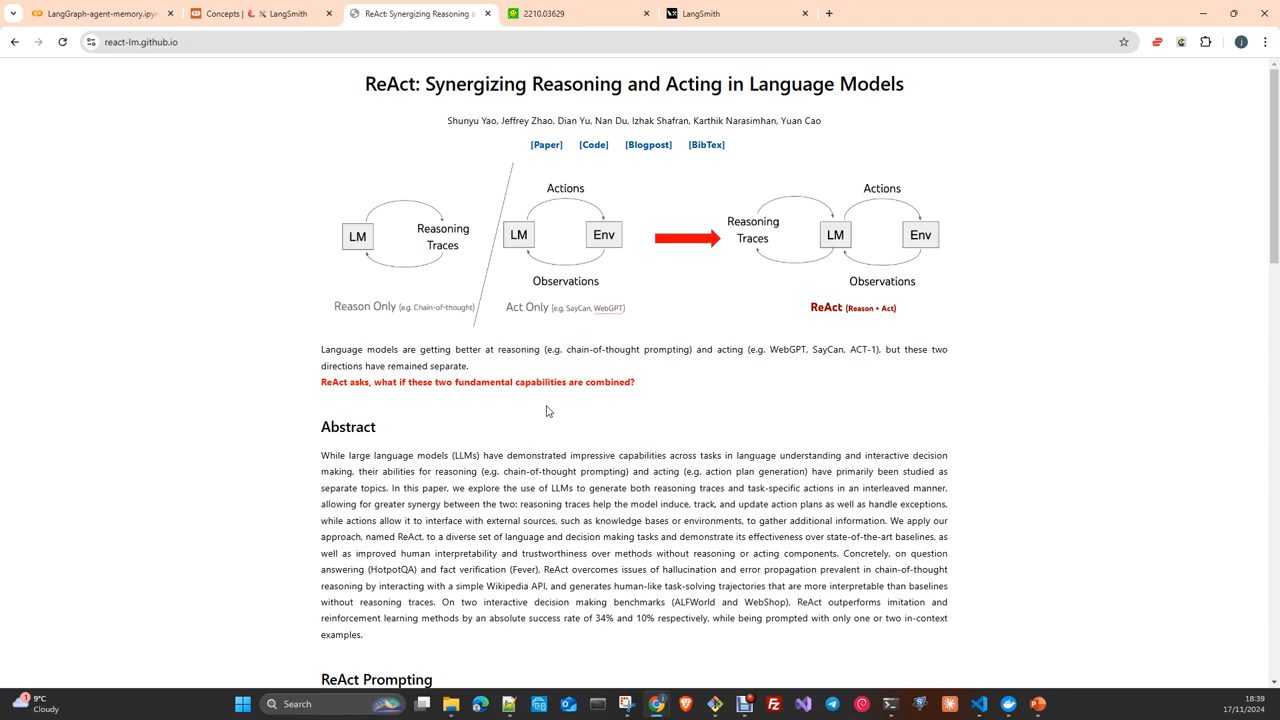 LangGraph-agent-memory.ipynb
Concepts | 🦜🛠️ LangSmith
ReAct: Synergizing Reasoning a
2210.03629
LangSmith
react-lm.github.io
ReAct: Synergizing Reasoning and Acting in Language Models
Shunyu Yao, Jeffrey Zhao, Dian Yu, Nan Du, Izhak Shafran, Karthik Narasimhan, Yuan Cao
[Paper] [Code] [Blogpost] [BibTex]
LM
Reasoning
Traces
Reason Only (e.g. Chain-of-thought)
Actions
LM
Env
Observations
Act Only (e.g. SayCan, WebGPT)
Reasoning
Traces
Actions
LM
Env
Observations
ReAct (Reason + Act)
Language models are getting better at reasoning (e.g. chain-of-thought prompting) and acting (e.g. WebGPT, SayCan, ACT-1), but these two
directions have remained separate.
ReAct asks, what if these two fundamental capabilities are combined?
Abstract
While large language models (LLMs) have demonstrated impressive capabilities across tasks in language understanding and interactive decision
making, their abilities for reasoning (e.g. chain-of-thought prompting) and acting (e.g. action plan generation) have primarily been studied as
separate topics. In this paper, we explore the use of LLMs to generate both reasoning traces and task-specific actions in an interleaved manner,
allowing for greater synergy between the two: reasoning traces help the model induce, track, and update action plans as well as handle exceptions,
while actions allow it to interface with external sources, such as knowledge bases or environments, to gather additional information. We apply our
approach, named ReAct, to a diverse set of language and decision making tasks and demonstrate its effectiveness over state-of-the-art baselines, as
well as improved human interpretability and trustworthiness over methods without reasoning or acting components. Concretely, on question
answering (HotpotQA) and fact verification (Fever), ReAct overcomes issues of hallucination and error propagation prevalent in chain-of-thought
reasoning by interacting with a simple Wikipedia API, and generates human-like task-solving trajectories that are more interpretable than baselines
without reasoning traces. On two interactive decision making benchmarks (ALFWorld and WebShop), ReAct outperforms imitation and
reinforcement learning methods by an absolute success rate of 34% and 10% respectively, while being prompted with only one or two in-context
examples.
ReAct Prompting
1
9°C
Cloudy
Search
18:39
17/11/2024